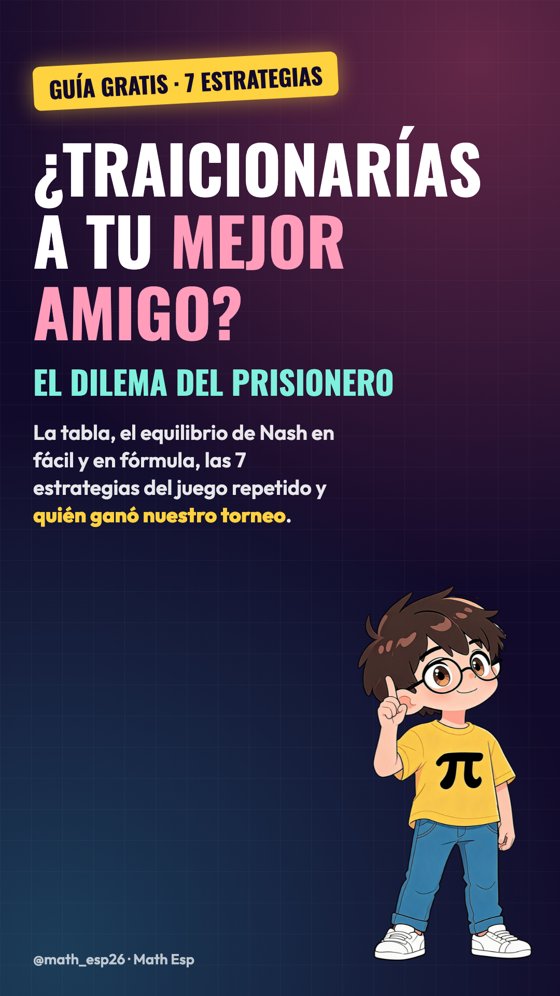 GUÍA GRATIS · 7 ESTRATEGIAS
¿TRAICIONARÍAS
A TU MEJOR
AMIGO?
EL DILEMA DEL PRISIONERO
La tabla, el equilibrio de Nash en
fácil y en fórmula, las 7
estrategias del juego repetido y
quién ganó nuestro torneo.
π
@math_esp26 · Math Esp